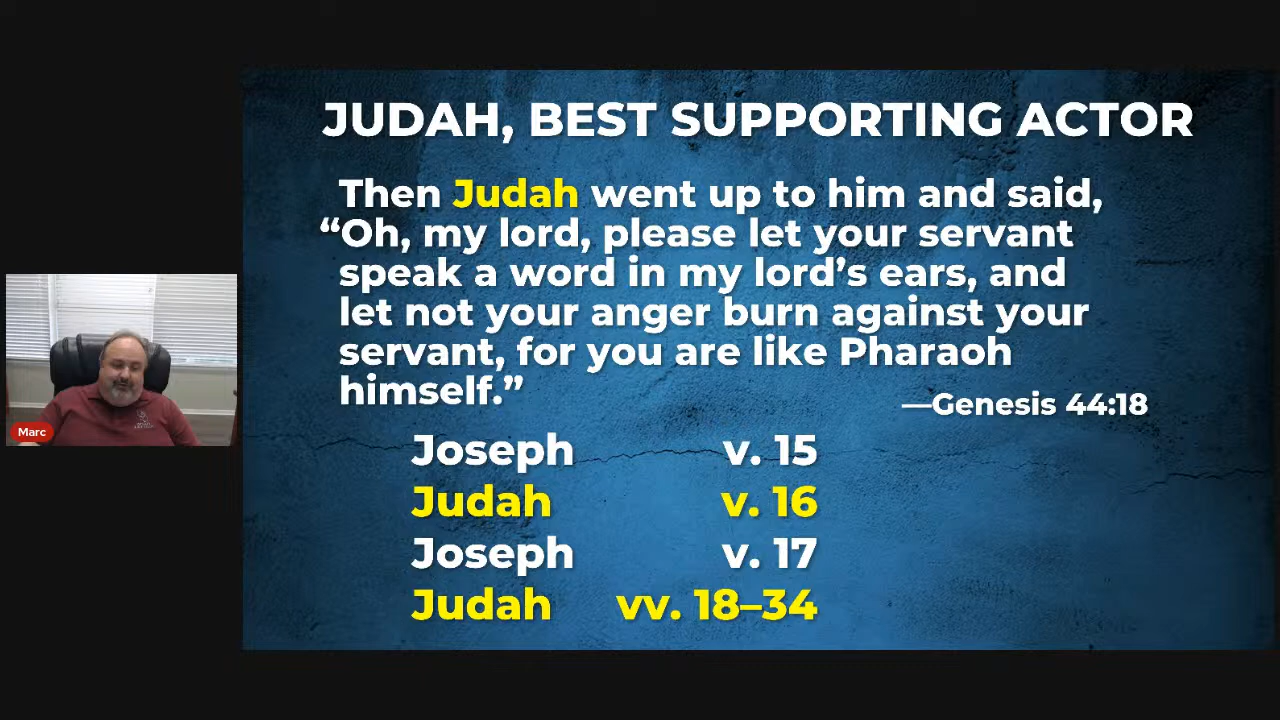 JUDAH, BEST SUPPORTING ACTOR
Then Judah went up to him and said,
“Oh, my lord, please let your servant
speak a word in my lord’s ears, and
let not your anger burn against your
servant, for you are like Pharaoh
himself.”
—Genesis 44:18
Joseph v. 15
Judah v. 16
Joseph v. 17
Judah vv. 18–34
Marc